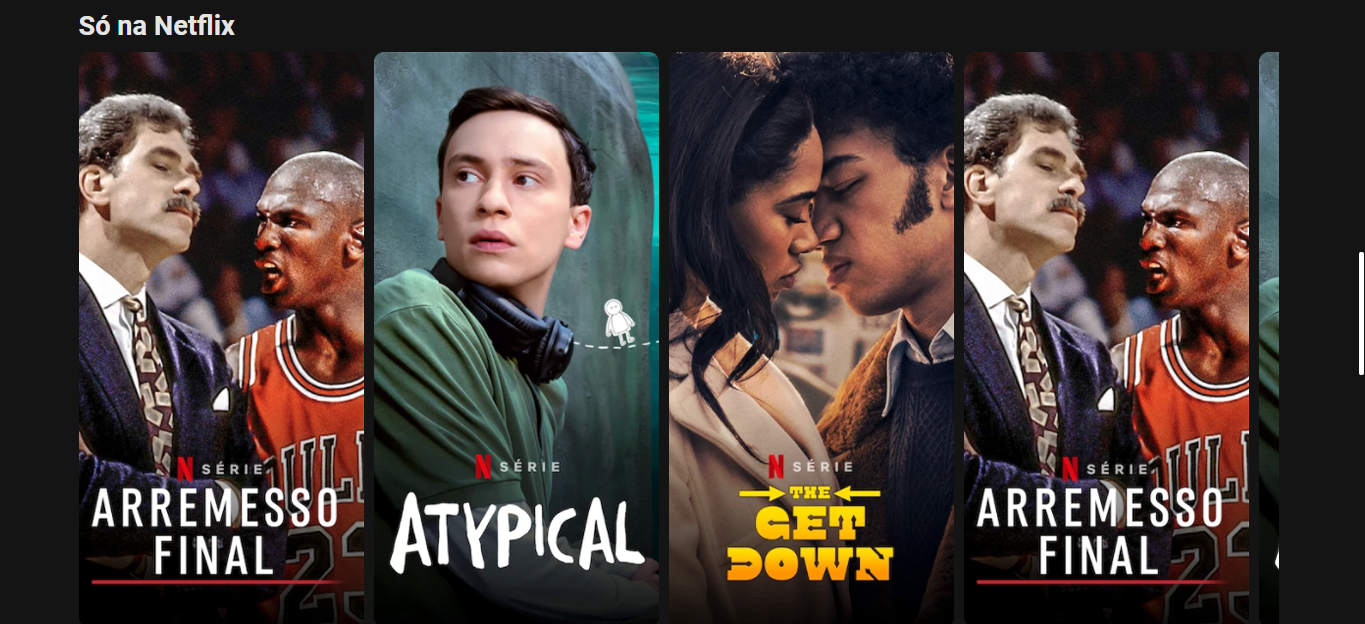 Só na Netflix
N SÉRIE
ARREMESSO
FINAL
N SÉRIE
ATYPICAL
N SÉRIE
THE
GET
DOWN
N SÉRIE
ARREMESSO
FINAL